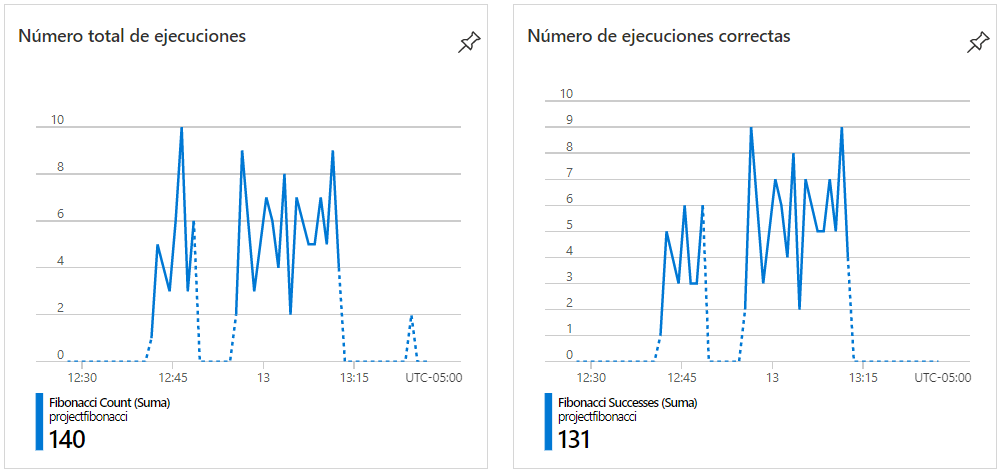 Número total de ejecuciones
10
8
6
4
2
0
12:30 12:45 13 13:15 UTC-05:00
Fibonacci Count (Suma)
projectfibonacci
140
Número de ejecuciones correctas
10
9
8
7
6
5
4
3
2
1
0
12:30 12:45 13 13:15 UTC-05:00
Fibonacci Successes (Suma)
projectfibonacci
131